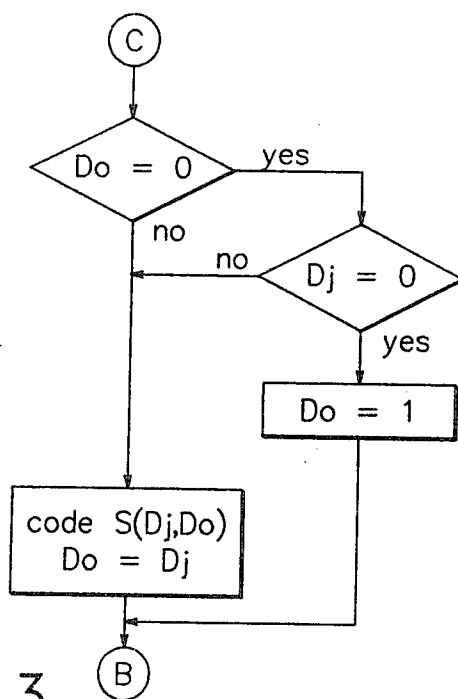 C
Do = 0
yes
no
no
Dj = 0
yes
Do = 1
code S(Dj,Do)
Do = Dj
3
B